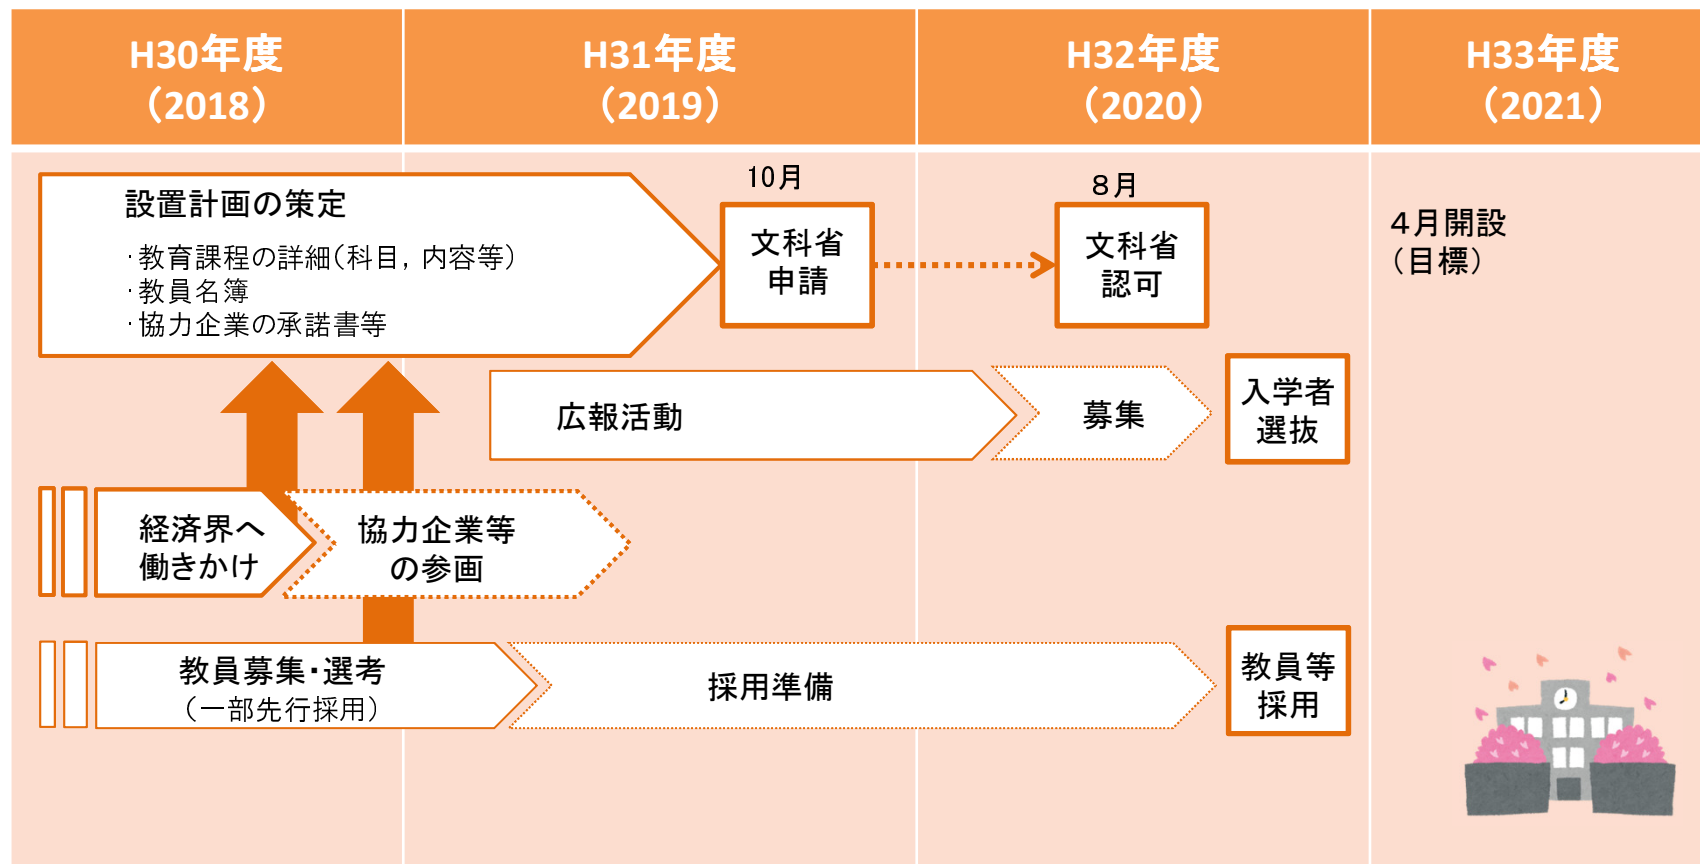 H30年度
（2018）
H31年度
（2019）
H32年度
（2020）
H33年度
（2021）
設置計画の策定
・教育課程の詳細（科目，内容等）
・教員名簿
・協力企業の承諾書等
10月
文科省
申請
８月
文科省
認可
４月開設
（目標）
広報活動
募集
入学者
選抜
経済界へ
働きかけ
協力企業等
の参画
教員募集・選考
（一部先行採用）
採用準備
教員等
採用